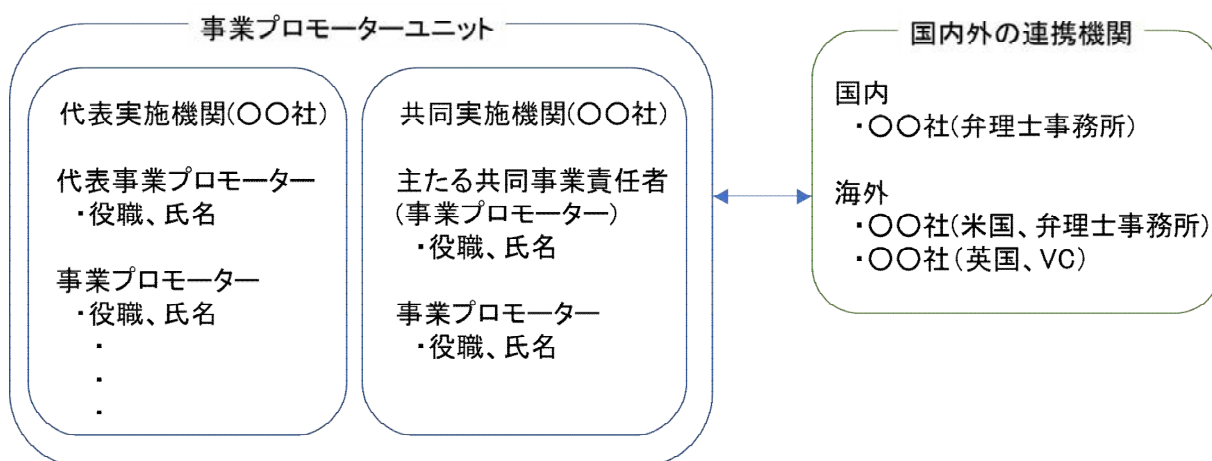 事業プロモーターユニット
代表実施機関(〇〇社)
代表事業プロモーター
・役職、氏名
事業プロモーター
・役職、氏名
・
・
・
共同実施機関(〇〇社)
主たる共同事業責任者
(事業プロモーター)
・役職、氏名
事業プロモーター
・役職、氏名
国内外の連携機関
国内
・〇〇社(弁理士事務所)
海外
・〇〇社(米国、弁理士事務所)
・〇〇社(英国、VC)